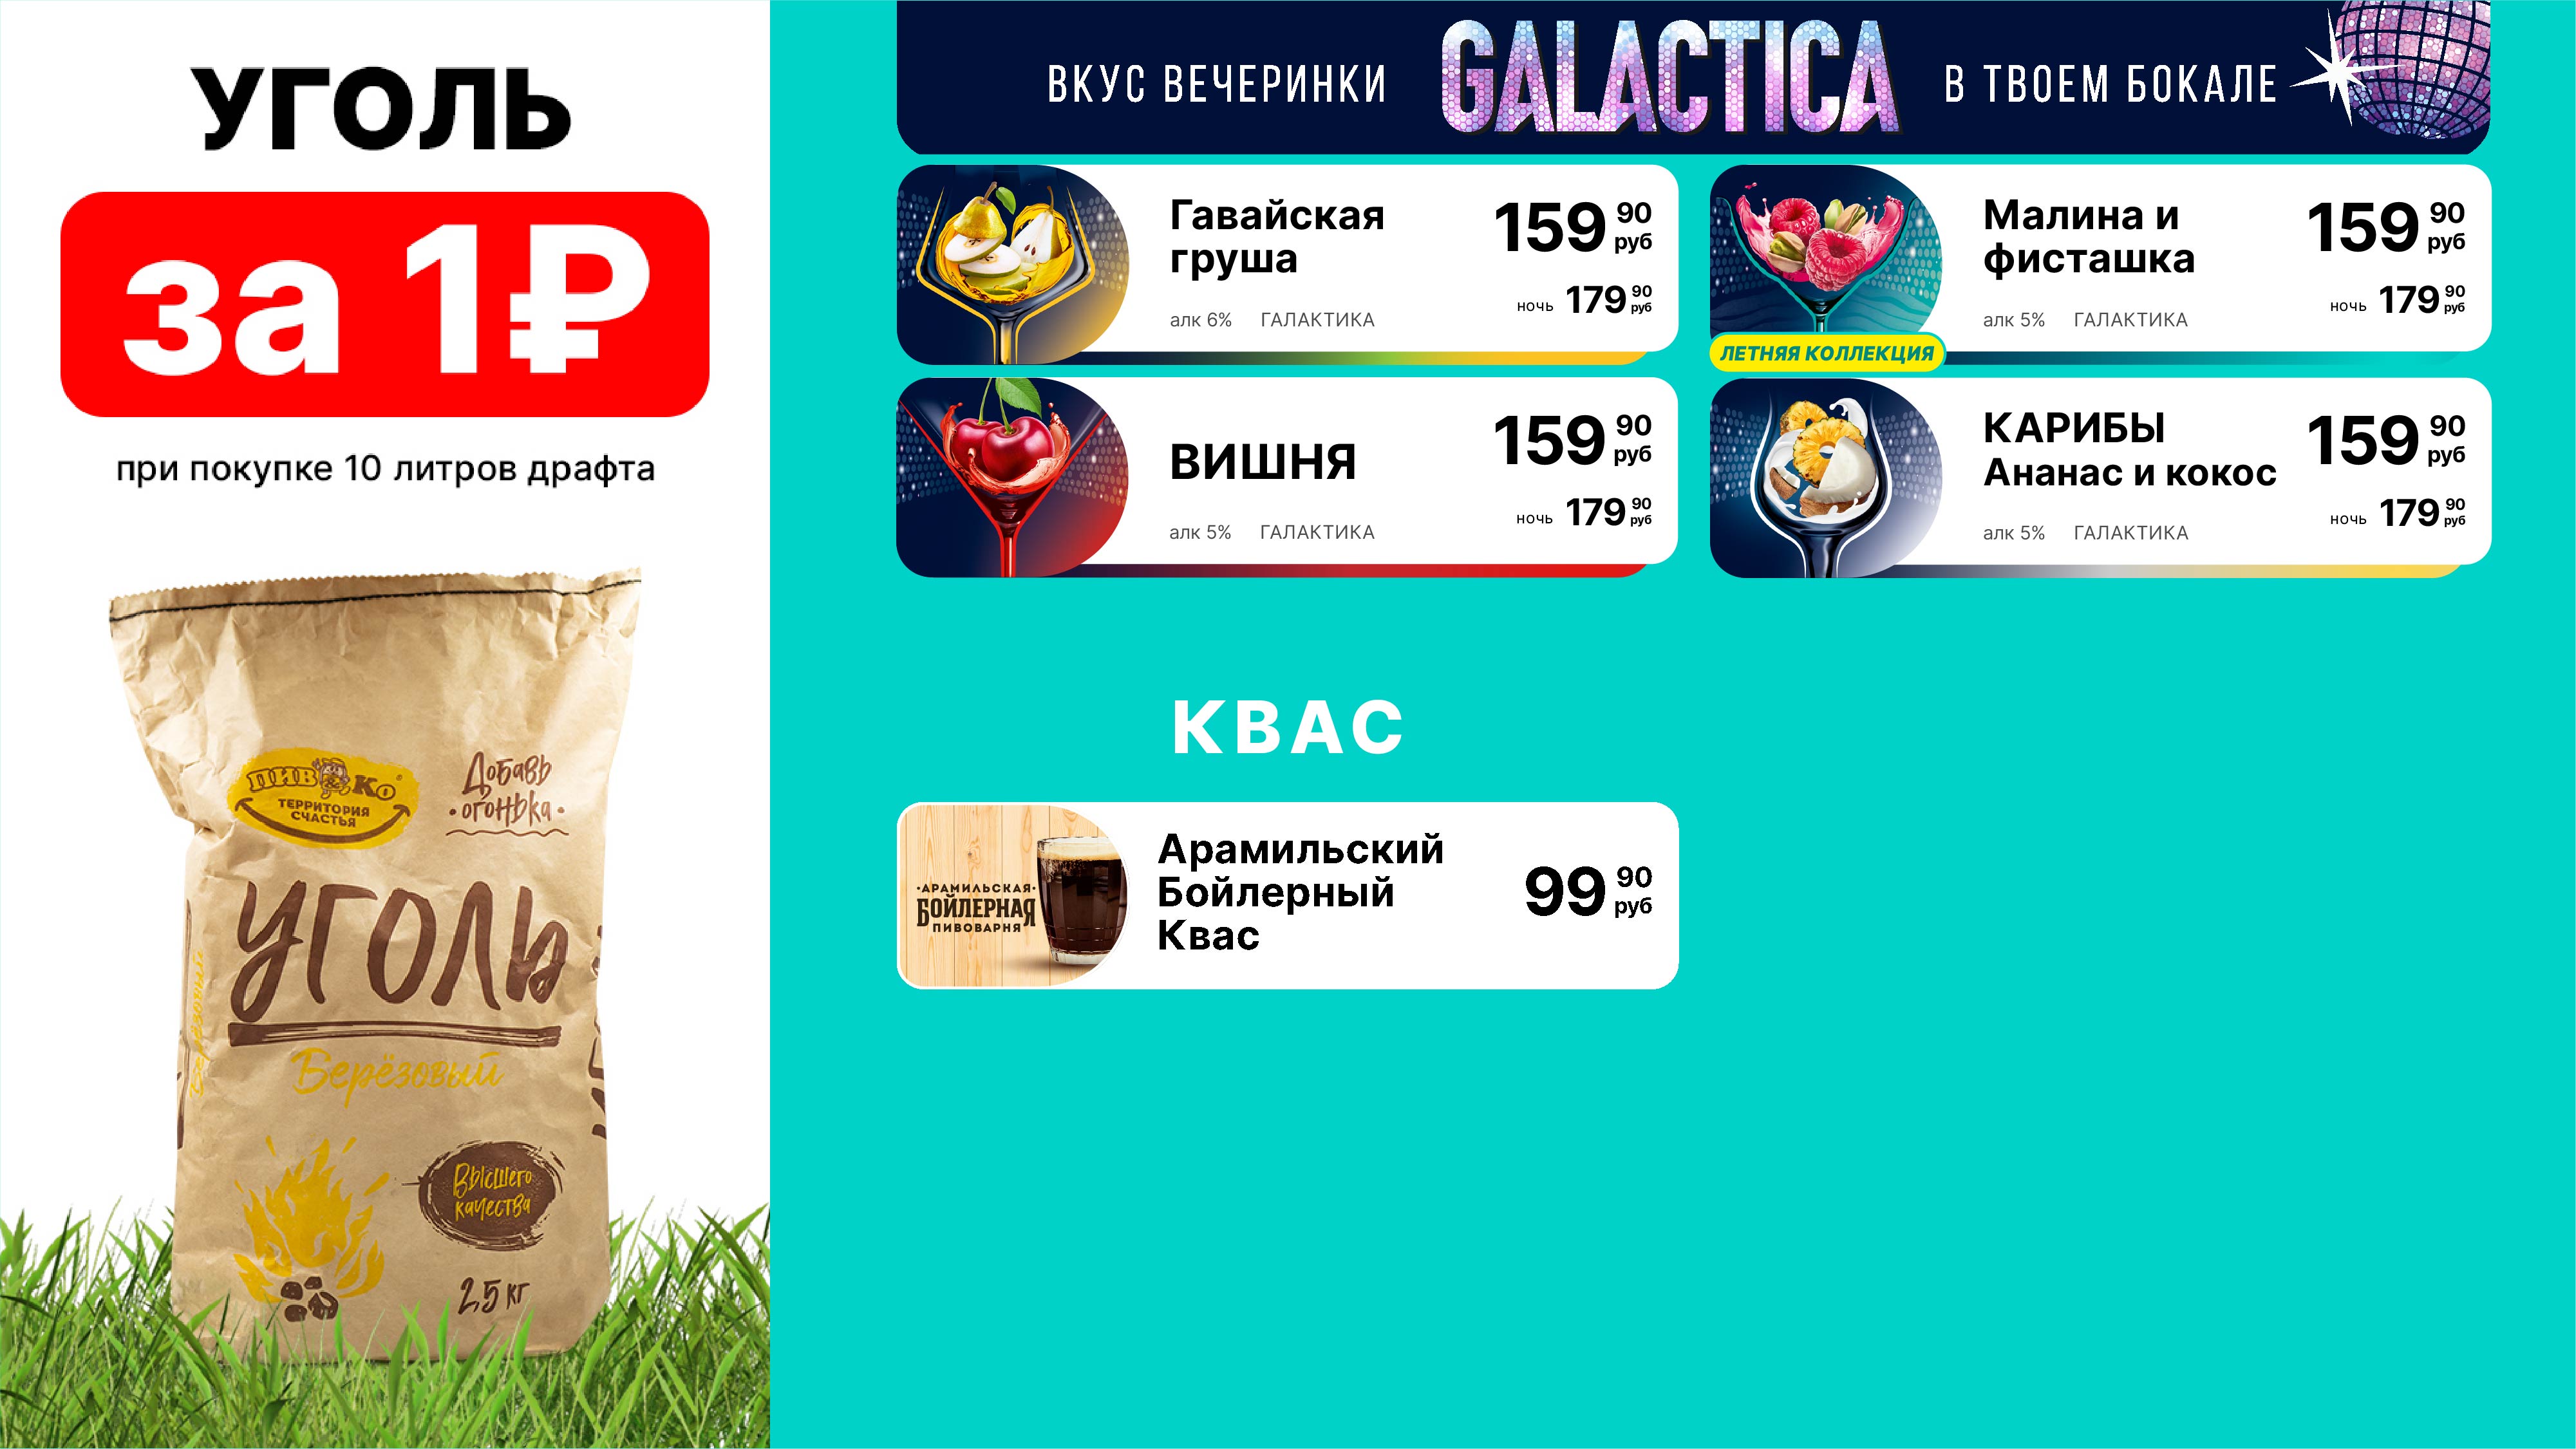 УГОЛЬ
за 1₽
при покупке 10 литров драфта
ПИВ&Ко
ТЕРРИТОРИЯ
СЧАСТЬЯ
Добавь
огонька
УГОЛЬ
Берёзовый
Берёзовый
Высшего
качества
2,5 кг
ВКУС ВЕЧЕРИНКИ GALACTICA В ТВОЕМ БОКАЛЕ
Гавайская
груша
159 90 руб
ночь 179 90 руб
алк 6% ГАЛАКТИКА
Малина и
фисташка
159 90 руб
ночь 179 90 руб
алк 5% ГАЛАКТИКА
ЛЕТНЯЯ КОЛЛЕКЦИЯ
ВИШНЯ
159 90 руб
ночь 179 90 руб
алк 5% ГАЛАКТИКА
КАРИБЫ
Ананас и кокос
159 90 руб
ночь 179 90 руб
алк 5% ГАЛАКТИКА
КВАС
·АРАМИЛЬСКАЯ·
БОЙЛЕРНАЯ
ПИВОВАРНЯ
Арамильский
Бойлерный
Квас
99 90 руб